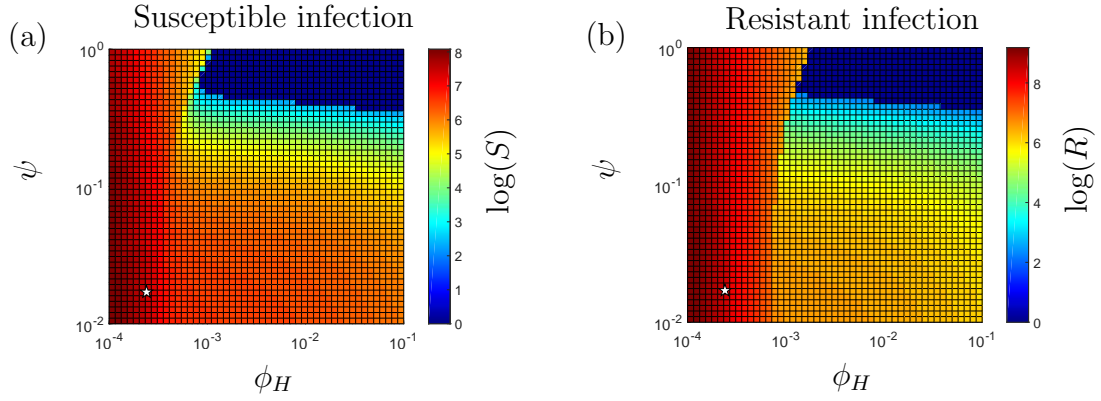 Susceptible infection
(a)
10^0
10^-1
10^-2
ψ
10^-4
10^-3
10^-2
10^-1
ϕ_H
8
7
6
5
4
3
2
1
0
log(S)
Resistant infection
(b)
10^0
10^-1
10^-2
ψ
10^-4
10^-3
10^-2
10^-1
ϕ_H
8
6
4
2
0
log(R)